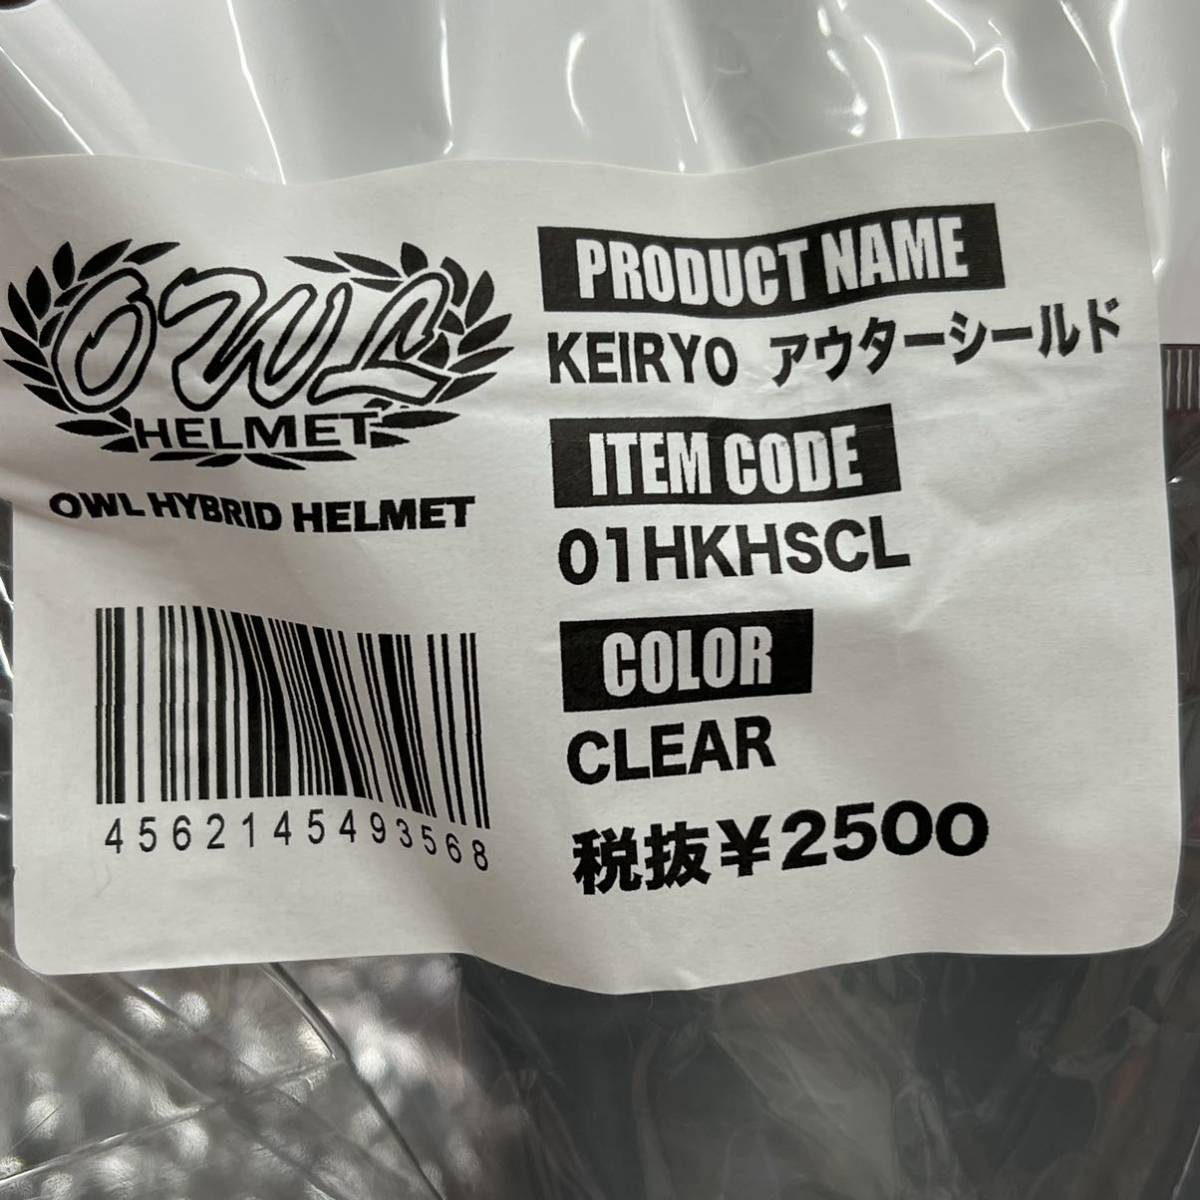 OWL
HELMET
OWL HYBRID HELMET
4562145493568
PRODUCT NAME
KEIRYO アウターシールド
ITEM CODE
01HKHSCL
COLOR
CLEAR
税抜¥2500